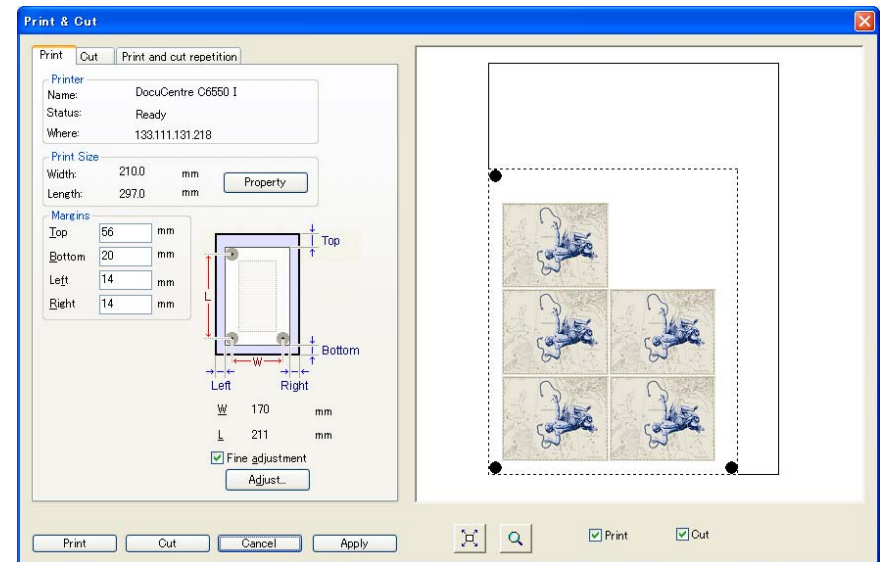 Print & Cut
Print Cut Print and cut repetition
Printer
Name: DocuCentre C6550 I
Status: Ready
Where: 133.111.131.218
Print Size
Width: 210.0 mm
Length: 297.0 mm
Property
Margins
Top 56 mm
Bottom 20 mm
Left 14 mm
Right 14 mm
Top
L
W
Bottom
Left Right
W 170 mm
L 211 mm
Fine adjustment
Adjust...
Print Cut Cancel Apply
Print Cut